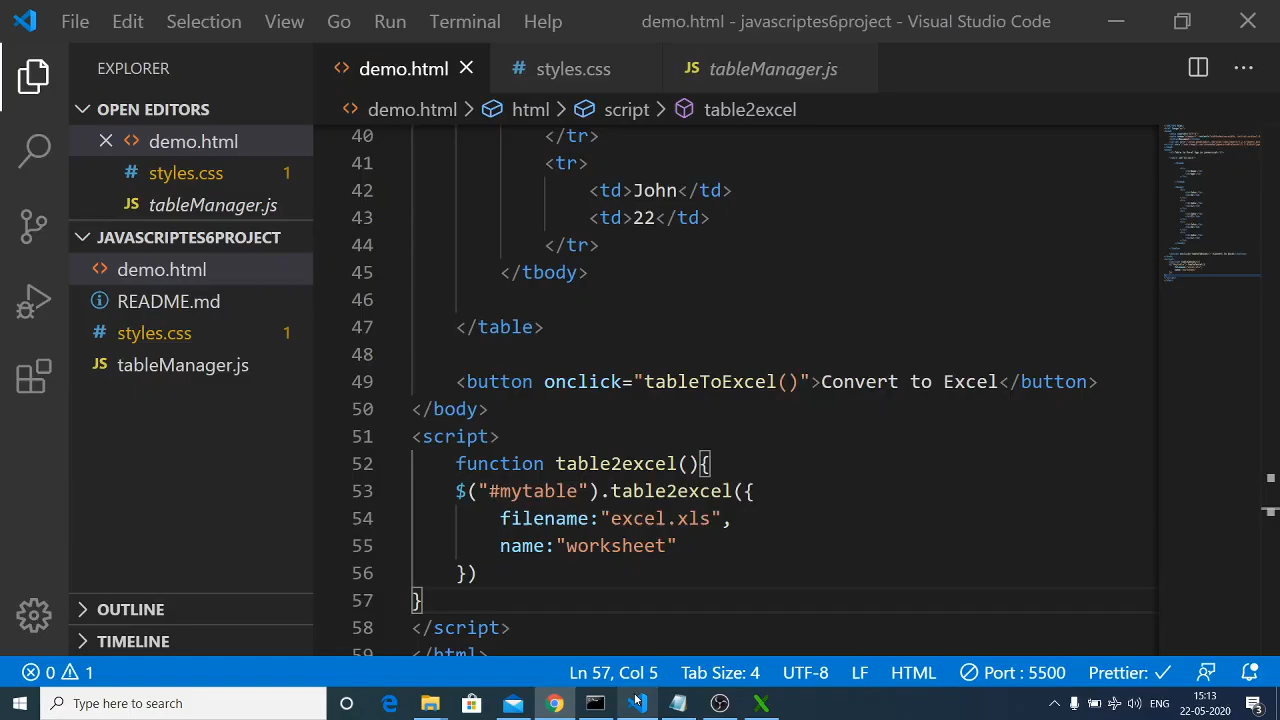 File Edit Selection View Go Run Terminal Help demo.html - javascriptes6project - Visual Studio Code
EXPLORER
OPEN EDITORS
demo.html
styles.css 1
JS tableManager.js
JAVASCRIPTES6PROJECT
demo.html
README.md
styles.css 1
JS tableManager.js
OUTLINE
TIMELINE
demo.html # styles.css JS tableManager.js
demo.html > html > script > table2excel
40 </tr>
41 <tr>
42 <td>John</td>
43 <td>22</td>
44 </tr>
45 </tbody>
46
47 </table>
48
49 <button onclick="tableToExcel()">Convert to Excel</button>
50 </body>
51 <script>
52 function table2excel(){
53 $("#mytable").table2excel({
54 filename:"excel.xls",
55 name:"worksheet"
56 })
57 }
58 </script>
59 </html>
0 1 Ln 57, Col 5 Tab Size: 4 UTF-8 LF HTML Port : 5500 Prettier: ✓
Type here to search
ENG
15:13
22-05-2020
3